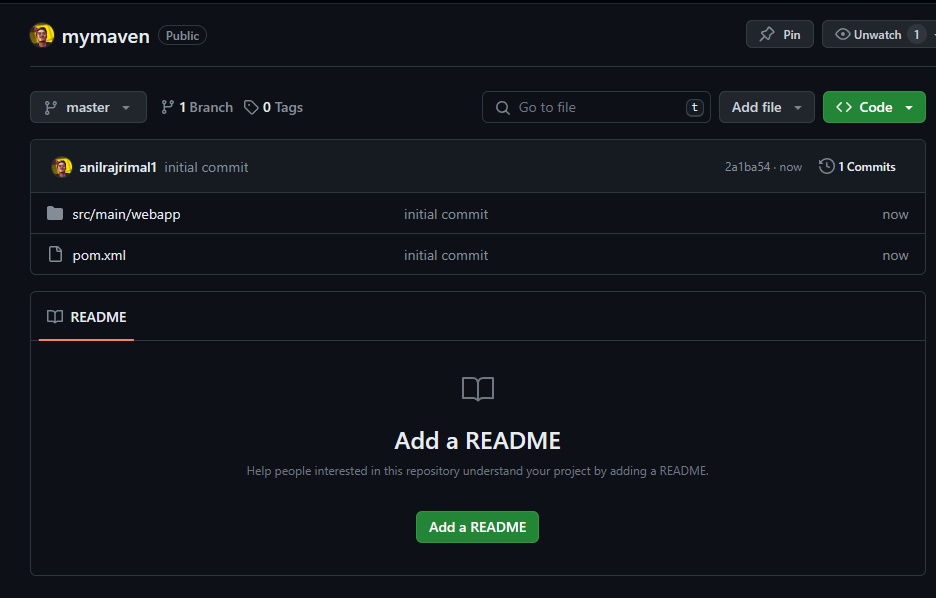 mymaven Public Pin Unwatch 1
master 1 Branch 0 Tags Go to file t Add file Code
anilrajrimal1 initial commit 2a1ba54 · now 1 Commits
src/main/webapp initial commit now
pom.xml initial commit now
README
Add a README
Help people interested in this repository understand your project by adding a README.
Add a README